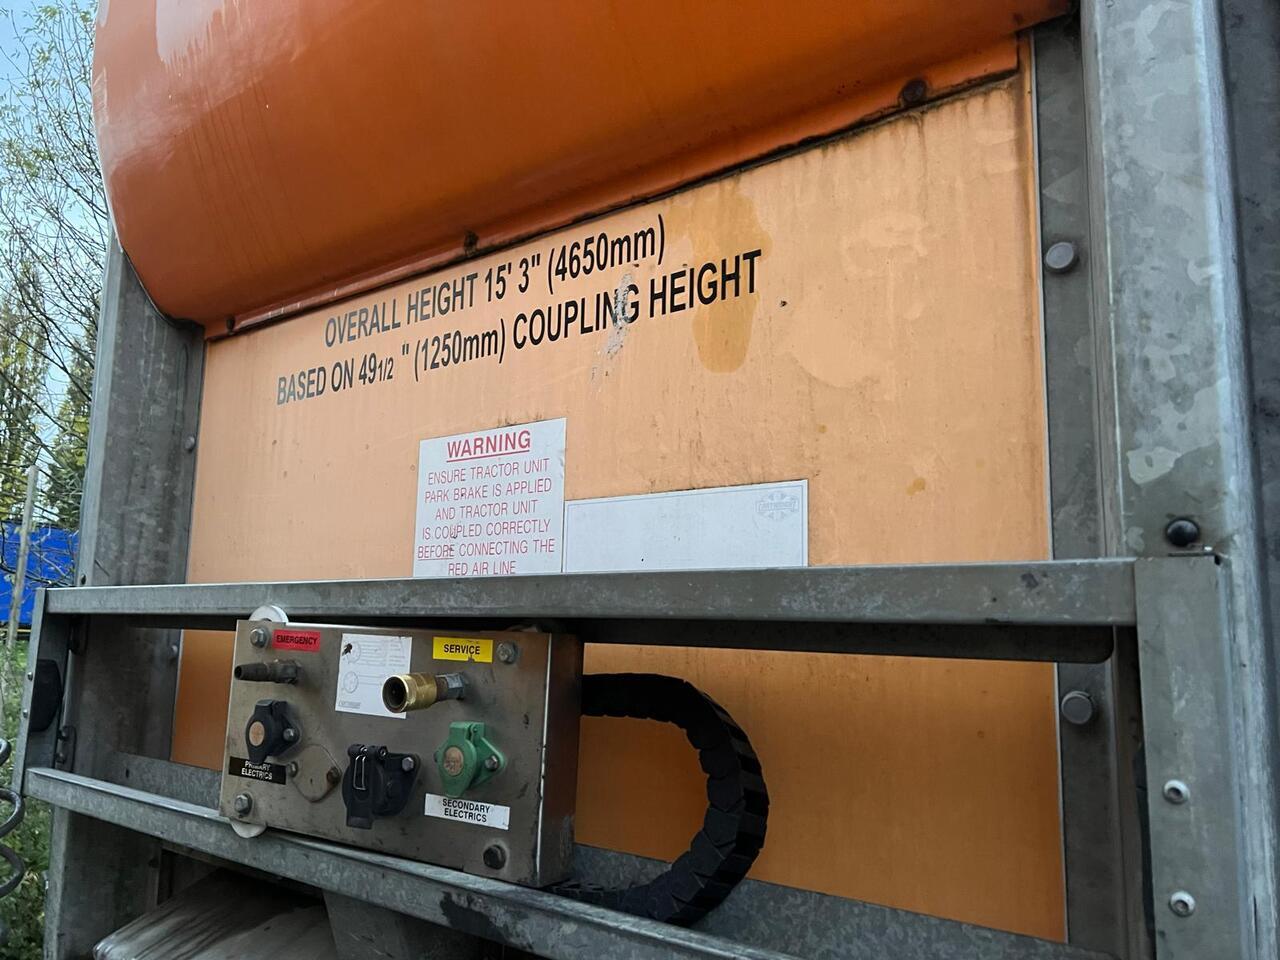 OVERALL HEIGHT 15' 3" (4650mm)
BASED ON 49 1/2 " (1250mm) COUPLING HEIGHT
WARNING
ENSURE TRACTOR UNIT
PARK BRAKE IS APPLIED
AND TRACTOR UNIT
IS COUPLED CORRECTLY
BEFORE CONNECTING THE
RED AIR LINE
CARTWRIGHT
EMERGENCY
SERVICE
PRIMARY
ELECTRICS
SECONDARY
ELECTRICS